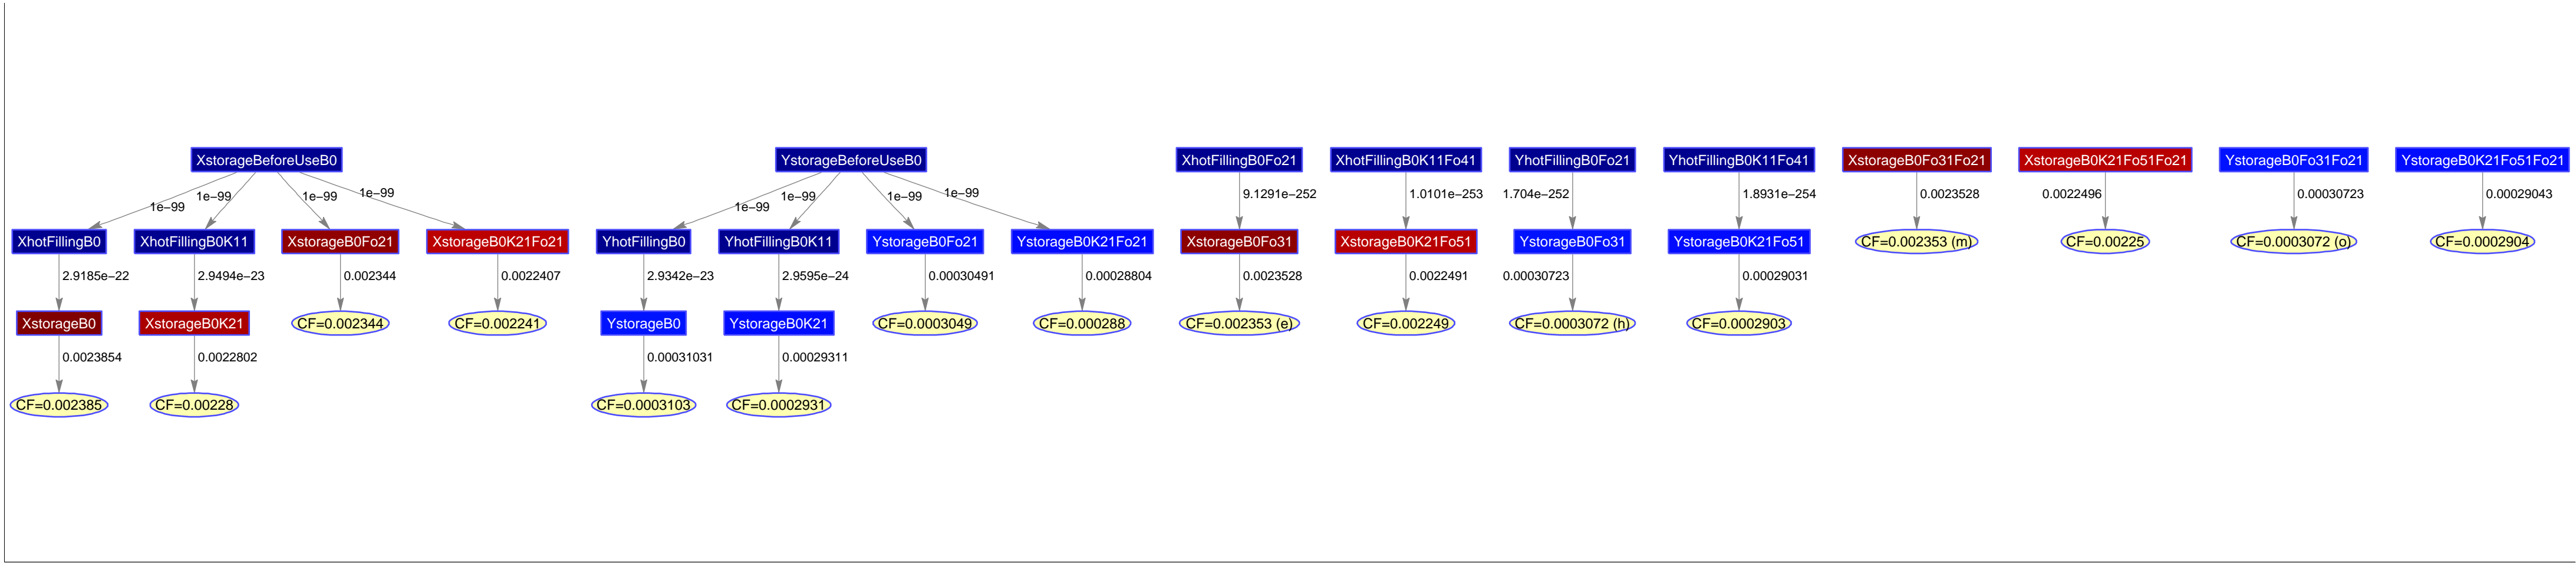 XstorageBeforeUseB0 YstorageBeforeUseB0 XhotFillingB0Fo21 XhotFillingB0K11Fo41 YhotFillingB0Fo21 YhotFillingB0K11Fo41 XstorageB0Fo31Fo21 XstorageB0K21Fo51Fo21 YstorageB0Fo31Fo21 YstorageB0K21Fo51Fo21
1e−99 1e−99 1e−99 1e−99 1e−99 1e−99 1e−99 1e−99 9.1291e−252 1.0101e−253 1.704e−252 1.8931e−254 0.0023528 0.0022496 0.00030723 0.00029043
XhotFillingB0 XhotFillingB0K11 XstorageB0Fo21 XstorageB0K21Fo21 YhotFillingB0 YhotFillingB0K11 YstorageB0Fo21 YstorageB0K21Fo21 XstorageB0Fo31 XstorageB0K21Fo51 YstorageB0Fo31 YstorageB0K21Fo51 CF=0.002353 (m) CF=0.00225 CF=0.0003072 (o) CF=0.0002904
2.9185e−22 2.9494e−23 0.002344 0.0022407 2.9342e−23 2.9595e−24 0.00030491 0.00028804 0.0023528 0.0022491 0.00030723 0.00029031
XstorageB0 XstorageB0K21 CF=0.002344 CF=0.002241 YstorageB0 YstorageB0K21 CF=0.0003049 CF=0.000288 CF=0.002353 (e) CF=0.002249 CF=0.0003072 (h) CF=0.0002903
0.0023854 0.0022802 0.00031031 0.00029311
CF=0.002385 CF=0.00228 CF=0.0003103 CF=0.0002931